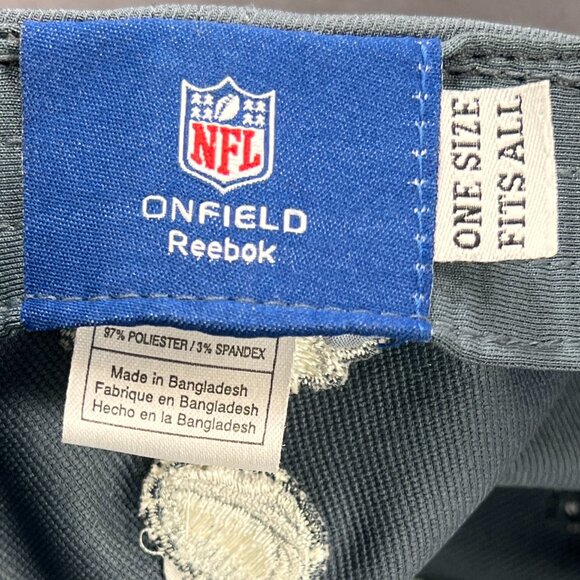 NFL
ONFIELD
Reebok
ONE SIZE
FITS ALL
97% POLIESTER / 3% SPANDEX
Made in Bangladesh
Fabrique en Bangladesh
Hecho en la Bangladesh